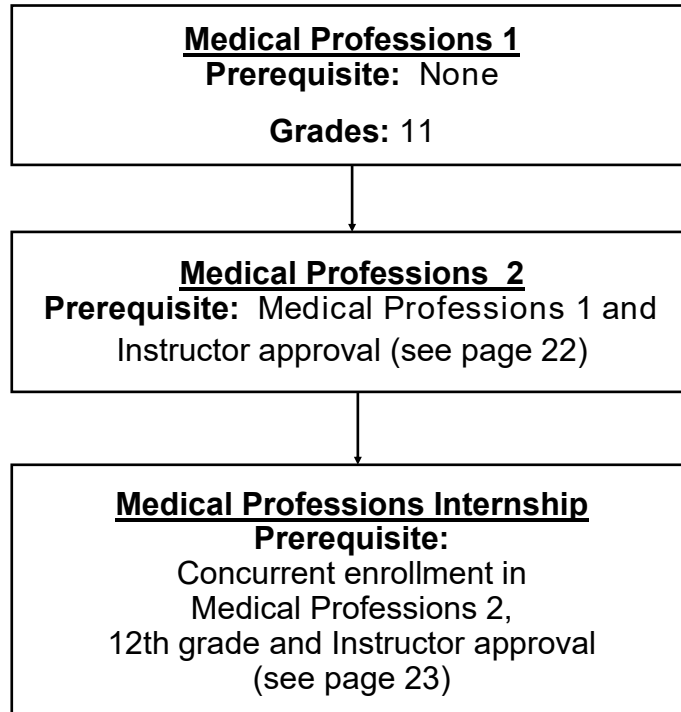 Medical Professions 1
Prerequisite: None
Grades: 11
Medical Professions 2
Prerequisite: Medical Professions 1 and
Instructor approval (see page 22)
Medical Professions Internship
Prerequisite:
Concurrent enrollment in
Medical Professions 2,
12th grade and Instructor approval
(see page 23)